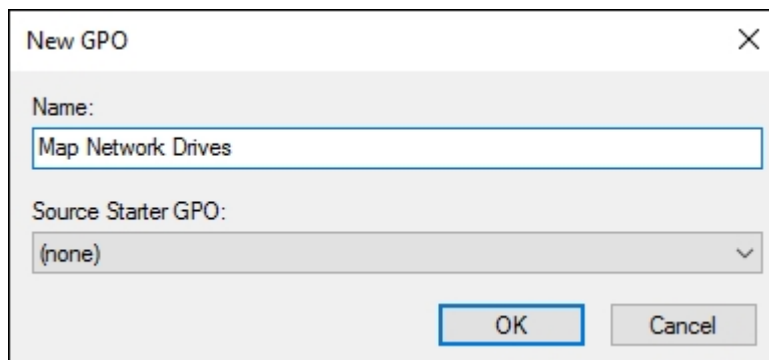 New GPO
Name:
Map Network Drives
Source Starter GPO:
(none)
OK Cancel